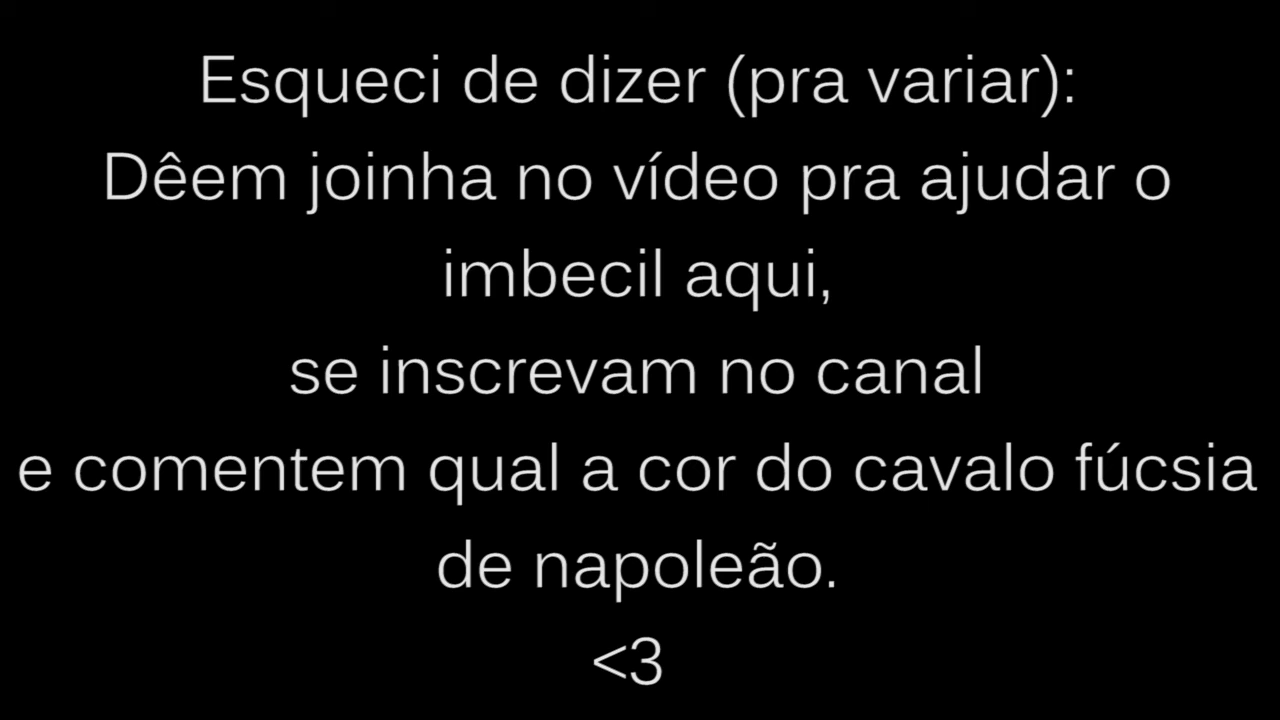 Esqueci de dizer (pra variar):
Dêem joinha no vídeo pra ajudar o
imbecil aqui,
se inscrevam no canal
e comentem qual a cor do cavalo fúcsia
de napoleão.
<3